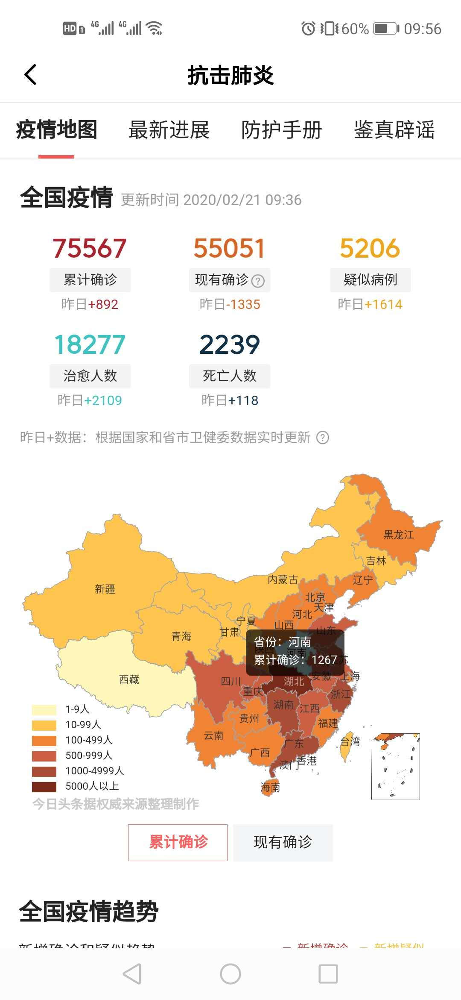 HD 1 4G 4G 60% 09:56
抗击肺炎
疫情地图 最新进展 防护手册 鉴真辟谣
全国疫情 更新时间 2020/02/21 09:36
75567 55051 5206
累计确诊 现有确诊? 疑似病例
昨日+892 昨日-1335 昨日+1614
18277 2239
治愈人数 死亡人数
昨日+2109 昨日+118
昨日+数据：根据国家和省市卫健委数据实时更新 ?
黑龙江
吉林
内蒙古 辽宁
新疆
北京
天津
河北
宁夏
山西
甘肃 山东
青海
省份：河南
陕西 河南
累计确诊：1267 苏
安徽 上海
西藏 四川 湖北
重庆 浙江
湖南 江西
贵州
福建
云南
台湾
广东
广西
香港
澳门
海南
1-9人
10-99人
100-499人
500-999人
1000-4999人
5000人以上
今日头条据权威来源整理制作
累计确诊 现有确诊
全国疫情趋势
新增确诊和疑似趋势 新增确诊 新增疑似